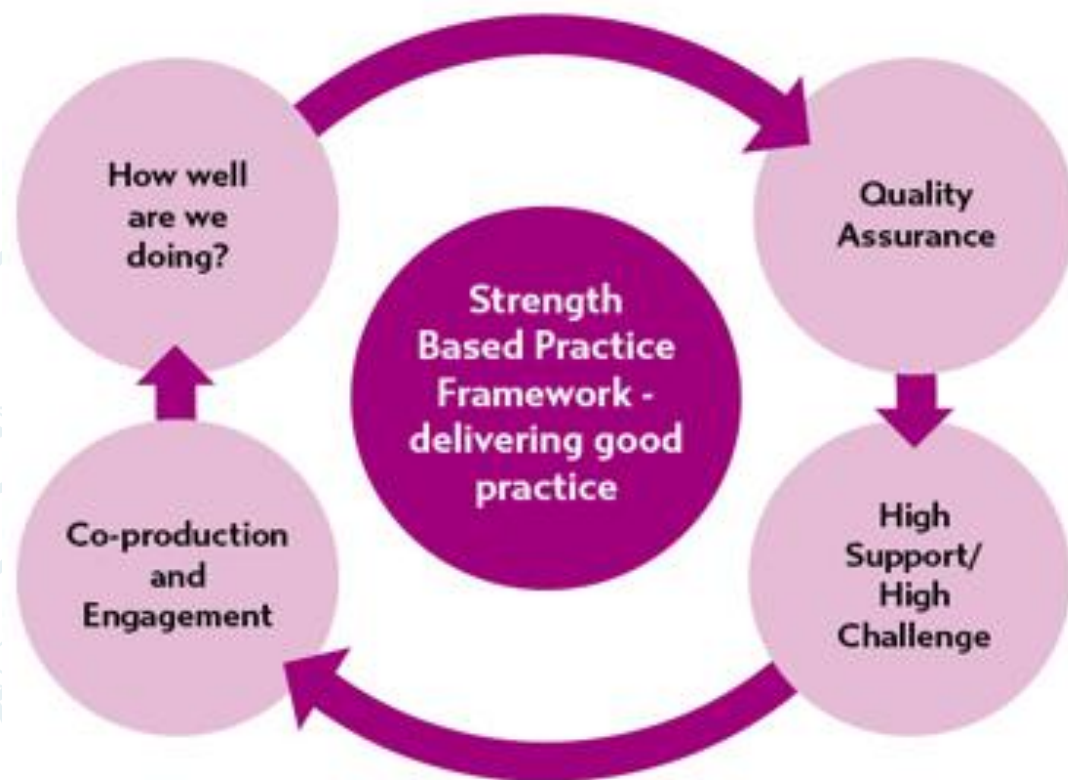 How well
are we
doing?
Quality
Assurance
Strength
Based Practice
Framework -
delivering good
practice
Co-production
and
Engagement
High
Support/
High
Challenge